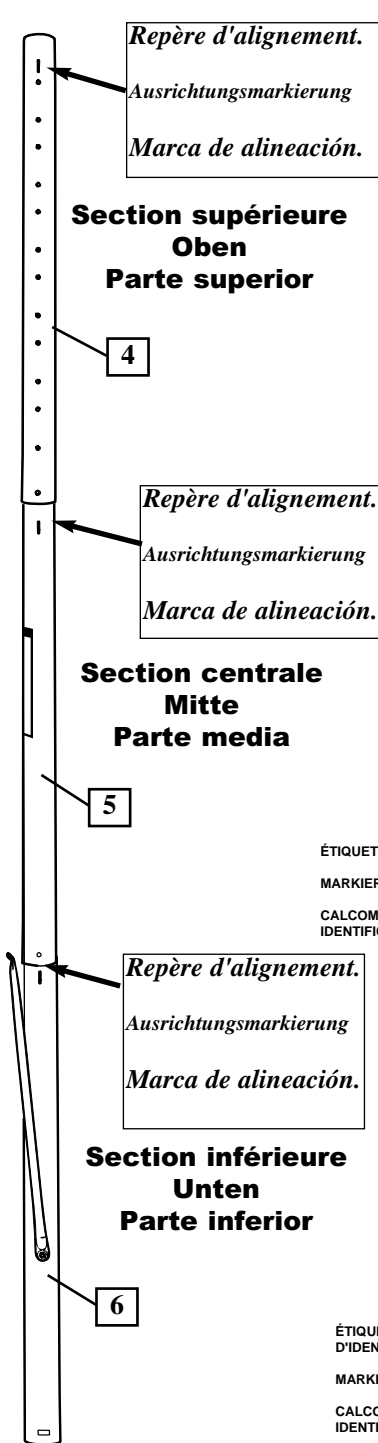 Repère d'alignement.
Ausrichtungsmarkierung
Marca de alineación.
Section supérieure
Oben
Parte superior
4
Repère d'alignement.
Ausrichtungsmarkierung
Marca de alineación.
Section centrale
Mitte
Parte media
5
Repère d'alignement.
Ausrichtungsmarkierung
Marca de alineación.
Section inférieure
Unten
Parte inferior
6